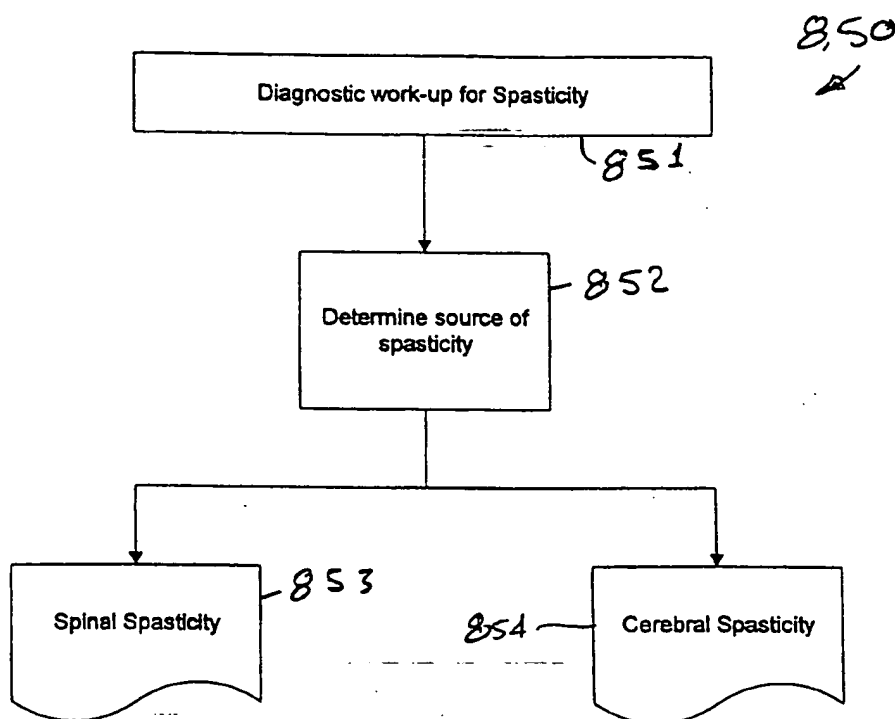 850
Diagnostic work-up for Spasticity
851
852
Determine source of
spasticity
853
Spinal Spasticity
854
Cerebral Spasticity